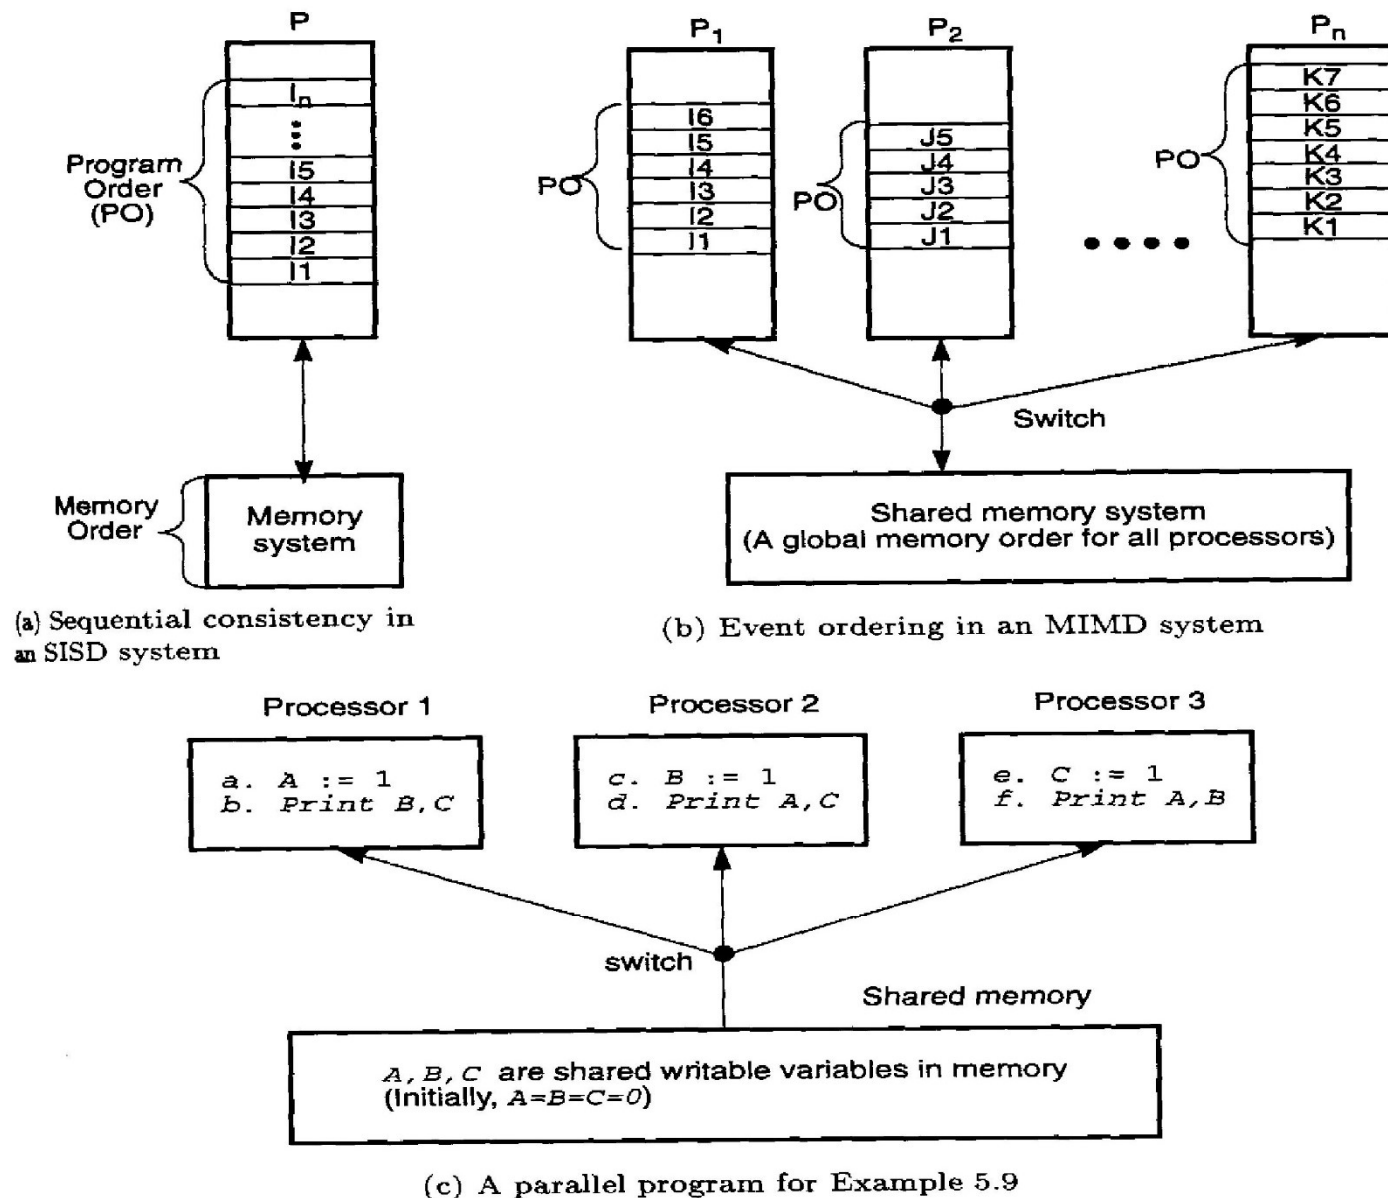 P
I_n
I5
I4
I3
I2
I1
Program
Order
(PO)
Memory
Order
Memory
system
(a) Sequential consistency in
an SISD system
P_1
P_2
P_n
I6
I5
I4
I3
I2
I1
PO
J5
J4
J3
J2
J1
PO
K7
K6
K5
K4
K3
K2
K1
PO
Switch
Shared memory system
(A global memory order for all processors)
(b) Event ordering in an MIMD system
Processor 1
Processor 2
Processor 3
a. A := 1
b. Print B,C
c. B := 1
d. Print A,C
e. C := 1
f. Print A,B
switch
Shared memory
A,B,C are shared writable variables in memory
(Initially, A=B=C=0)
(c) A parallel program for Example 5.9